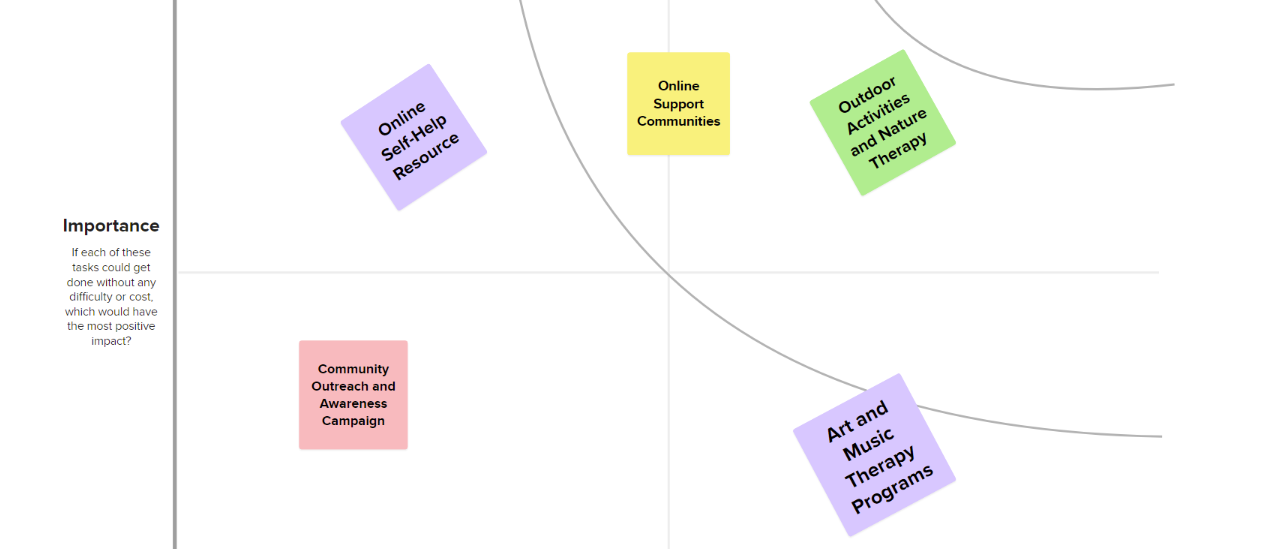 Online
Self-Help
Resource
Online
Support
Communities
Outdoor
Activities
and Nature
Therapy
Importance
If each of these
tasks could get
done without any
difficulty or cost,
which would have
the most positive
impact?
Community
Outreach and
Awareness
Campaign
Art and
Music
Therapy
Programs